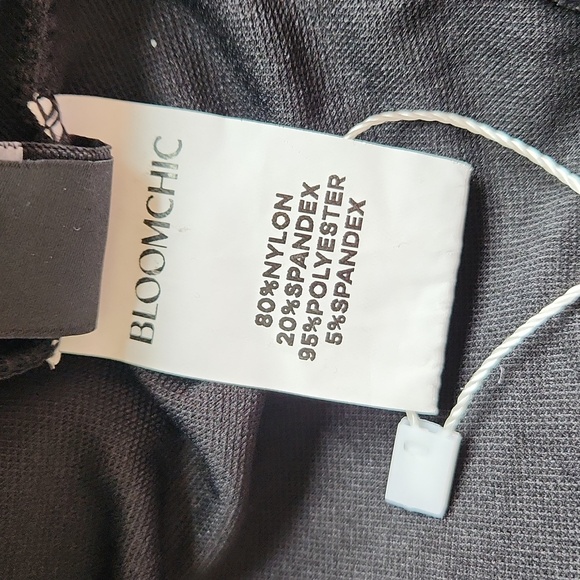 BLOOMCHIC
80%NYLON
20%SPANDEX
95%POLYESTER
5%SPANDEX